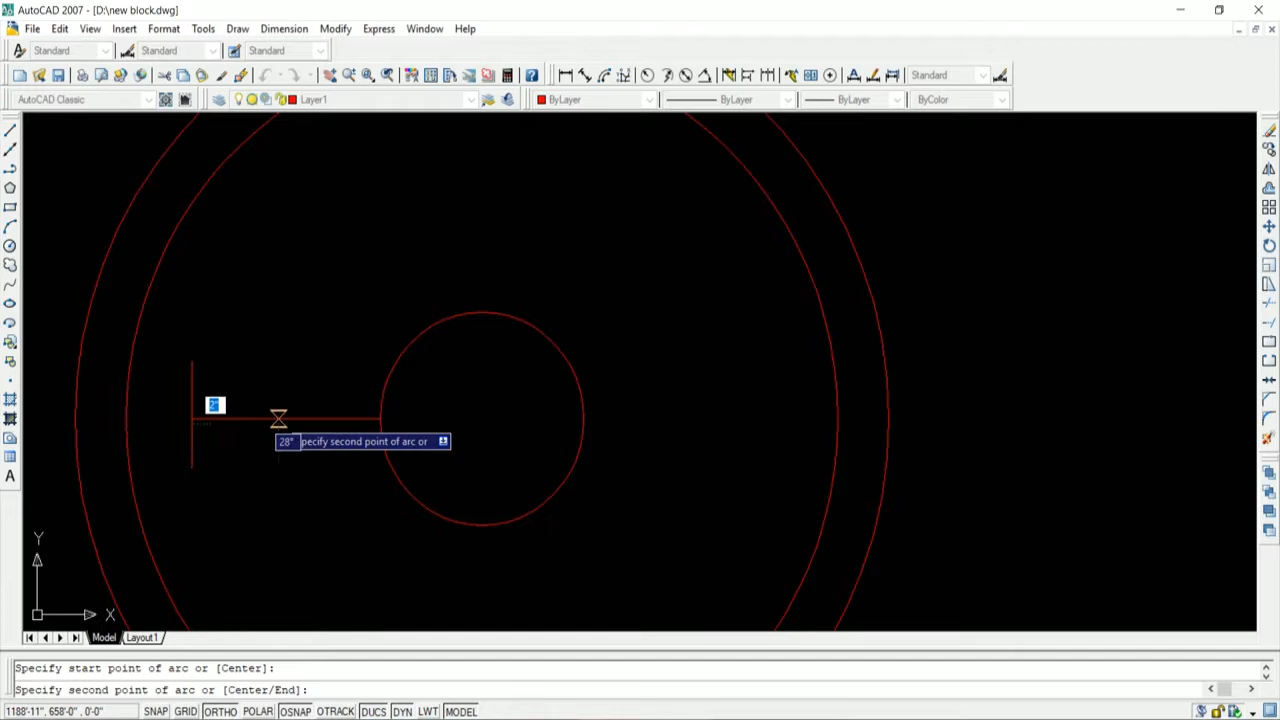 AutoCAD 2007 - [D:\new block.dwg]
File Edit View Insert Format Tools Draw Dimension Modify Express Window Help
Standard Standard Standard
Standard
AutoCAD Classic Layer1 ByLayer ByLayer ByLayer ByColor
A
2"
28° pecify second point of arc or
Y
X
Model Layout1
Specify start point of arc or [Center]:
Specify second point of arc or [Center/End]:
1188'-11", 658'-0" , 0'-0" SNAP GRID ORTHO POLAR OSNAP OTRACK DUCS DYN LWT MODEL